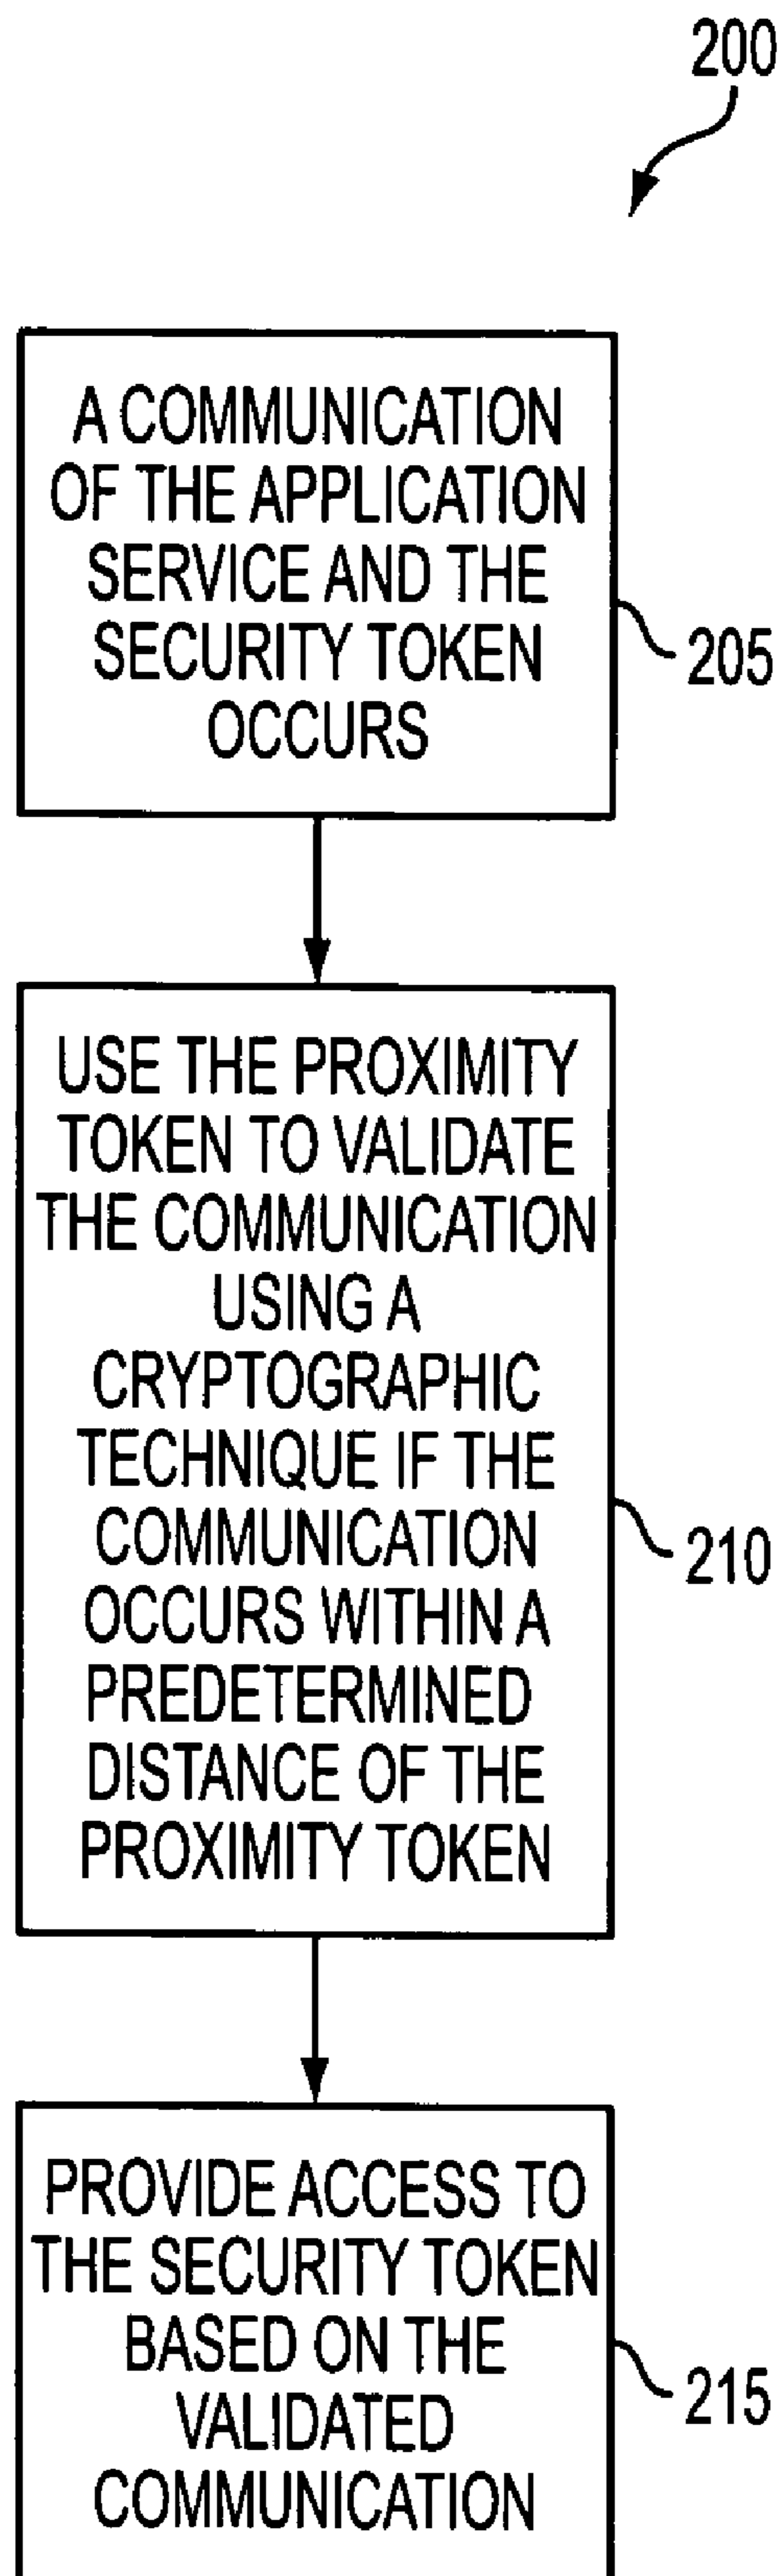 200
A COMMUNICATION
OF THE APPLICATION
SERVICE AND THE
SECURITY TOKEN
OCCURS
205
USE THE PROXIMITY
TOKEN TO VALIDATE
THE COMMUNICATION
USING A
CRYPTOGRAPHIC
TECHNIQUE IF THE
COMMUNICATION
OCCURS WITHIN A
PREDETERMINED
DISTANCE OF THE
PROXIMITY TOKEN
210
PROVIDE ACCESS TO
THE SECURITY TOKEN
BASED ON THE
VALIDATED
COMMUNICATION
215